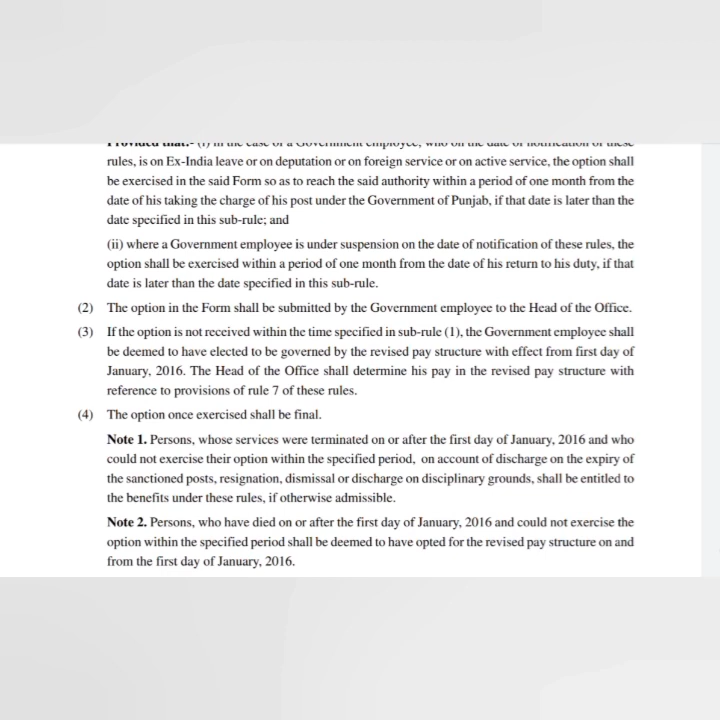 Provided that:- (i) in the case of a Government employee, who on the date of notification of these
rules, is on Ex-India leave or on deputation or on foreign service or on active service, the option shall
be exercised in the said Form so as to reach the said authority within a period of one month from the
date of his taking the charge of his post under the Government of Punjab, if that date is later than the
date specified in this sub-rule; and
(ii) where a Government employee is under suspension on the date of notification of these rules, the
option shall be exercised within a period of one month from the date of his return to his duty, if that
date is later than the date specified in this sub-rule.
(2) The option in the Form shall be submitted by the Government employee to the Head of the Office.
(3) If the option is not received within the time specified in sub-rule (1), the Government employee shall
be deemed to have elected to be governed by the revised pay structure with effect from first day of
January, 2016. The Head of the Office shall determine his pay in the revised pay structure with
reference to provisions of rule 7 of these rules.
(4) The option once exercised shall be final.
Note 1. Persons, whose services were terminated on or after the first day of January, 2016 and who
could not exercise their option within the specified period, on account of discharge on the expiry of
the sanctioned posts, resignation, dismissal or discharge on disciplinary grounds, shall be entitled to
the benefits under these rules, if otherwise admissible.
Note 2. Persons, who have died on or after the first day of January, 2016 and could not exercise the
option within the specified period shall be deemed to have opted for the revised pay structure on and
from the first day of January, 2016.